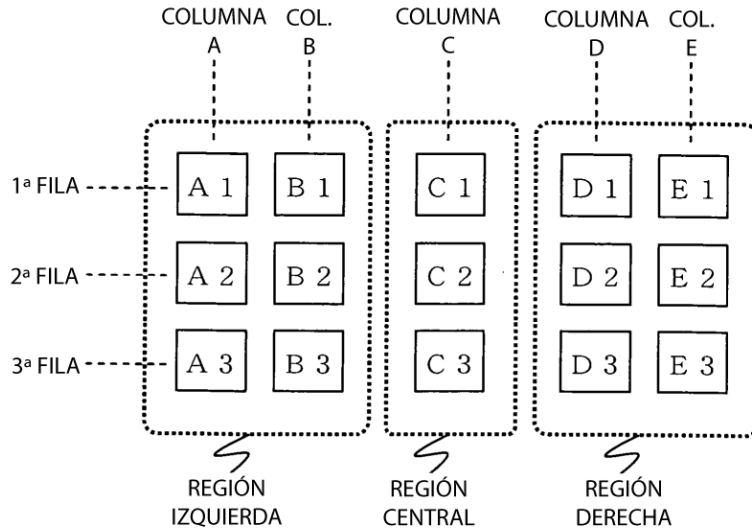 COLUMNA COL. COLUMNA COLUMNA COL.
A B C D E
1ª FILA A 1 B 1 C 1 D 1 E 1
2ª FILA A 2 B 2 C 2 D 2 E 2
3ª FILA A 3 B 3 C 3 D 3 E 3
REGIÓN REGIÓN REGIÓN
IZQUIERDA CENTRAL DERECHA